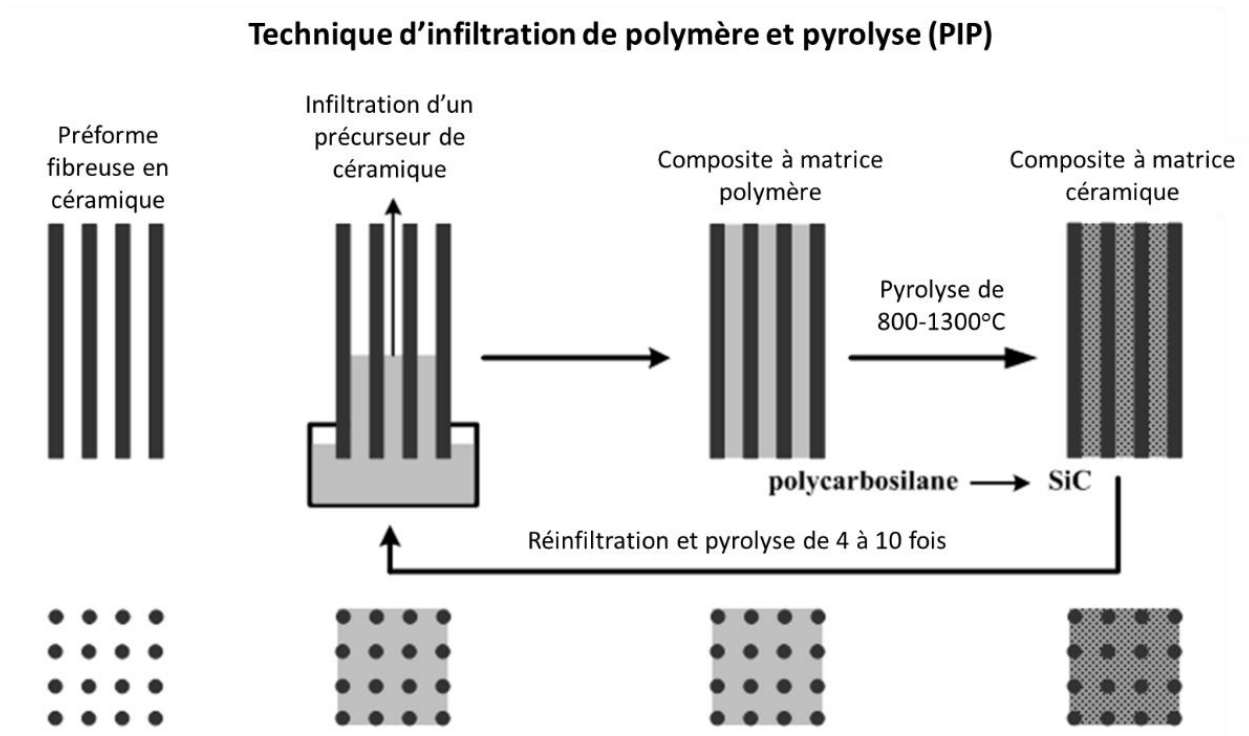 Technique d’infiltration de polymère et pyrolyse (PIP)
Préforme
fibreuse en
céramique
Infiltration d’un
précurseur de
céramique
Composite à matrice
polymère
Composite à matrice
céramique
Pyrolyse de
800-1300°C
polycarbosilane
SiC
Réinfiltration et pyrolyse de 4 à 10 fois